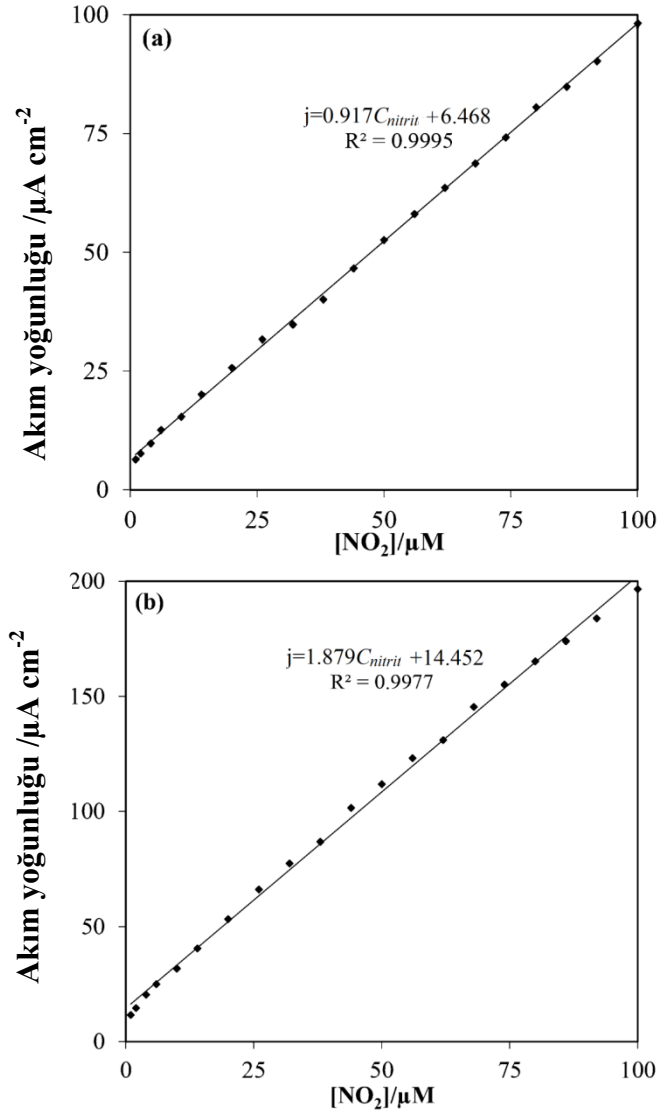 (a)
100
75
50
25
0
j=0.917Cnitrit +6.468
R² = 0.9995
Akım yoğunluğu /µA cm⁻²
0 25 50 75 100
[NO₂]/µM
(b)
200
150
100
50
0
j=1.879Cnitrit +14.452
R² = 0.9977
Akım yoğunluğu /µA cm⁻²
0 25 50 75 100
[NO₂]/µM